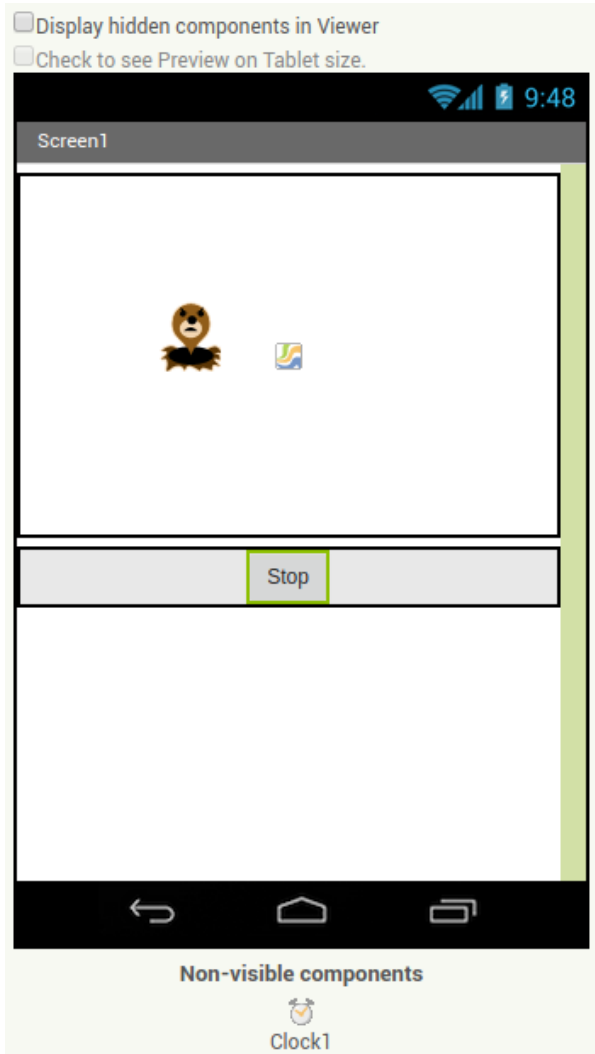 Display hidden components in Viewer
Check to see Preview on Tablet size.
9:48
Screen1
Stop
Non-visible components
Clock1